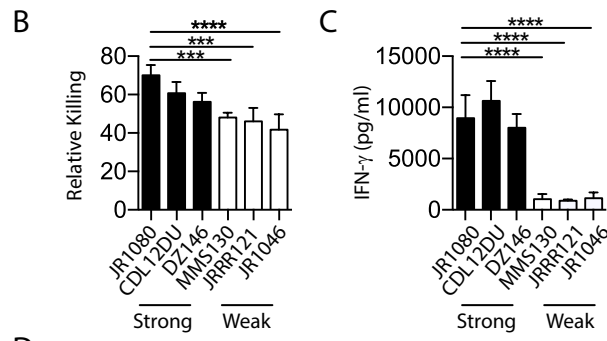 B
****
***
***
80
60
40
20
0
Relative Killing
JR1080
CDL12DU
DZ146
MMS130
JRRR121
JR1046
Strong
Weak
C
****
****
****
15000
10000
5000
0
IFN-γ (pg/ml)
JR1080
CDL12DU
DZ146
MMS130
JRRR121
JR1046
Strong
Weak